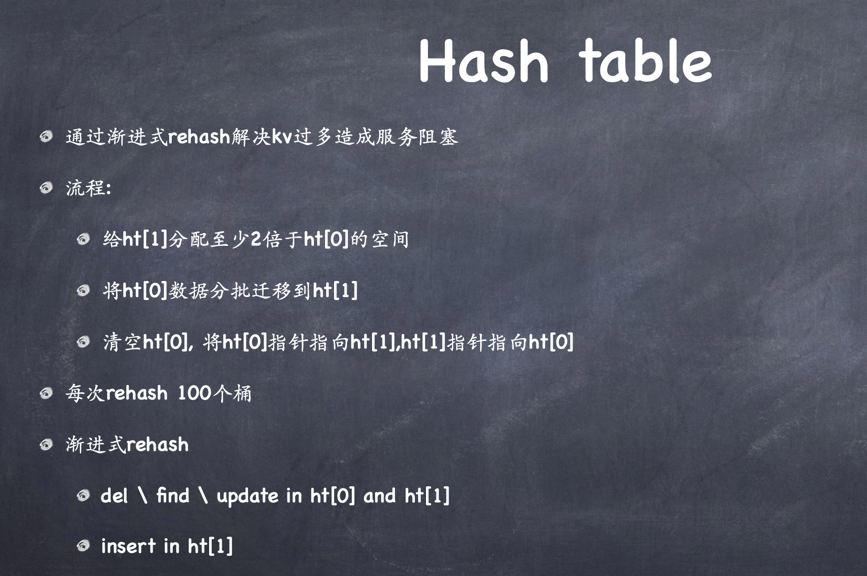 Hash table
通过渐进式rehash解决kv过多造成服务阻塞
流程:
给ht[1]分配至少2倍于ht[0]的空间
将ht[0]数据分批迁移到ht[1]
清空ht[0], 将ht[0]指针指向ht[1],ht[1]指针指向ht[0]
每次rehash 100个桶
渐进式rehash
del \ find \ update in ht[0] and ht[1]
insert in ht[1]